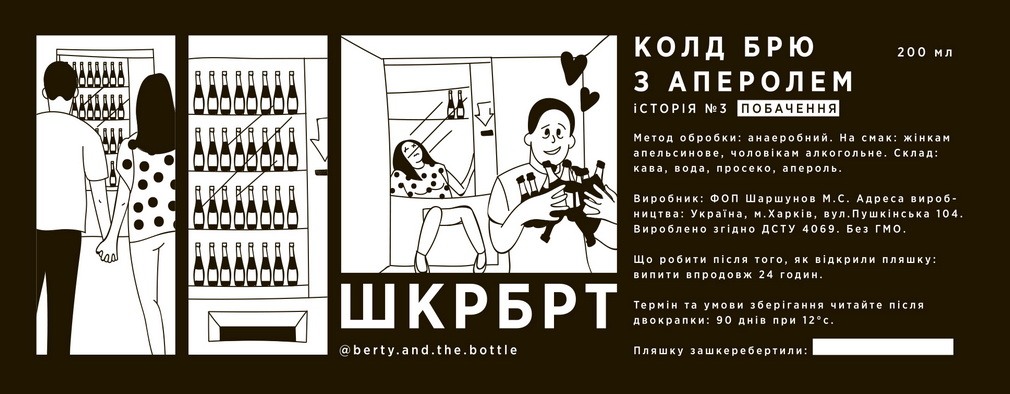 ШКРБРТ
@berty.and.the.bottle
КОЛД БРЮ
200 мл
З АПЕРОЛЕМ
іСТОРІЯ №3 ПОБАЧЕННЯ
Метод обробки: анаеробний. На смак: жінкам
апельсинове, чоловікам алкогольне. Склад:
кава, вода, просеко, апероль.
Виробник: ФОП Шаршунов М.С. Адреса вироб-
ництва: Україна, м.Харків, вул.Пушкінська 104.
Вироблено згідно ДСТУ 4069. Без ГМО.
Що робити після того, як відкрили пляшку:
випити впродовж 24 годин.
Термін та умови зберігання читайте після
двокрапки: 90 днів при 12°с.
Пляшку зашкеребертили: